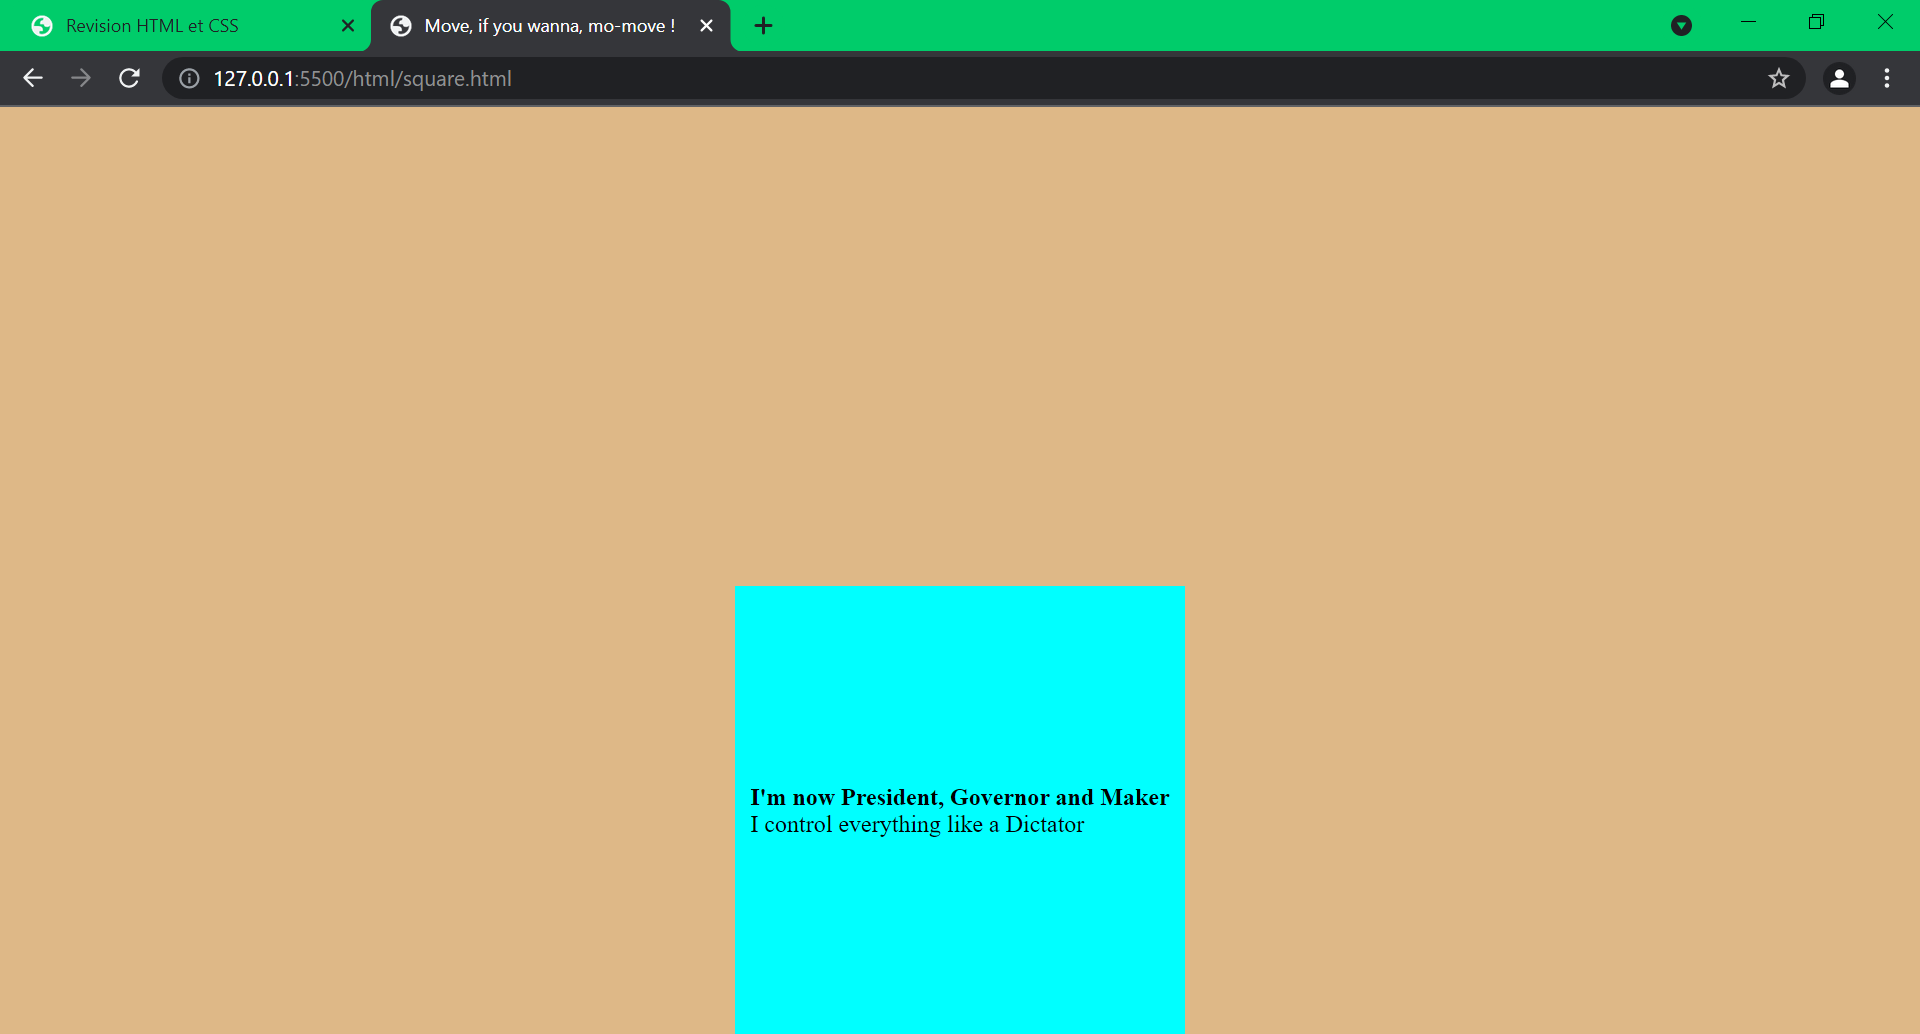 Revision HTML et CSS
Move, if you wanna, mo-move !
127.0.0.1:5500/html/square.html
I'm now President, Governor and Maker
I control everything like a Dictator